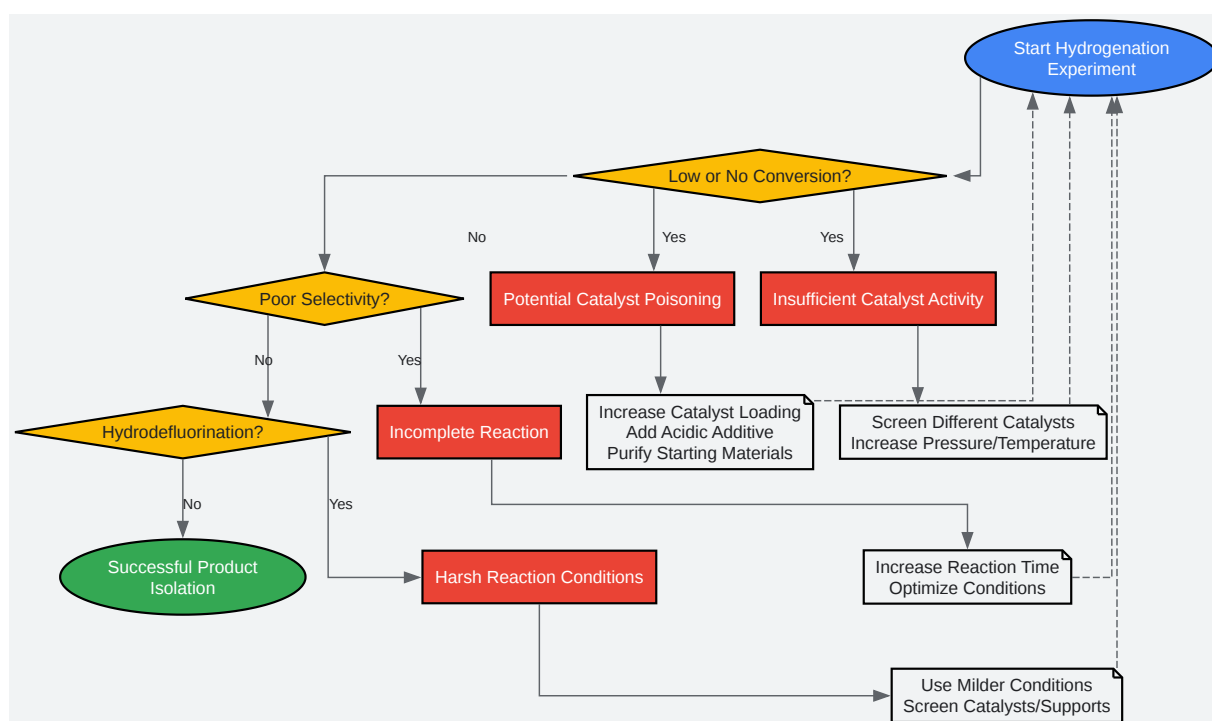 Start Hydrogenation
Experiment
Low or No Conversion?
No
Yes
Yes
Poor Selectivity?
Potential Catalyst Poisoning
Insufficient Catalyst Activity
No
Yes
Hydrodefluorination?
Incomplete Reaction
Increase Catalyst Loading
Add Acidic Additive
Purify Starting Materials
Screen Different Catalysts
Increase Pressure/Temperature
No
Yes
Successful Product
Isolation
Harsh Reaction Conditions
Increase Reaction Time
Optimize Conditions
Use Milder Conditions
Screen Catalysts/Supports